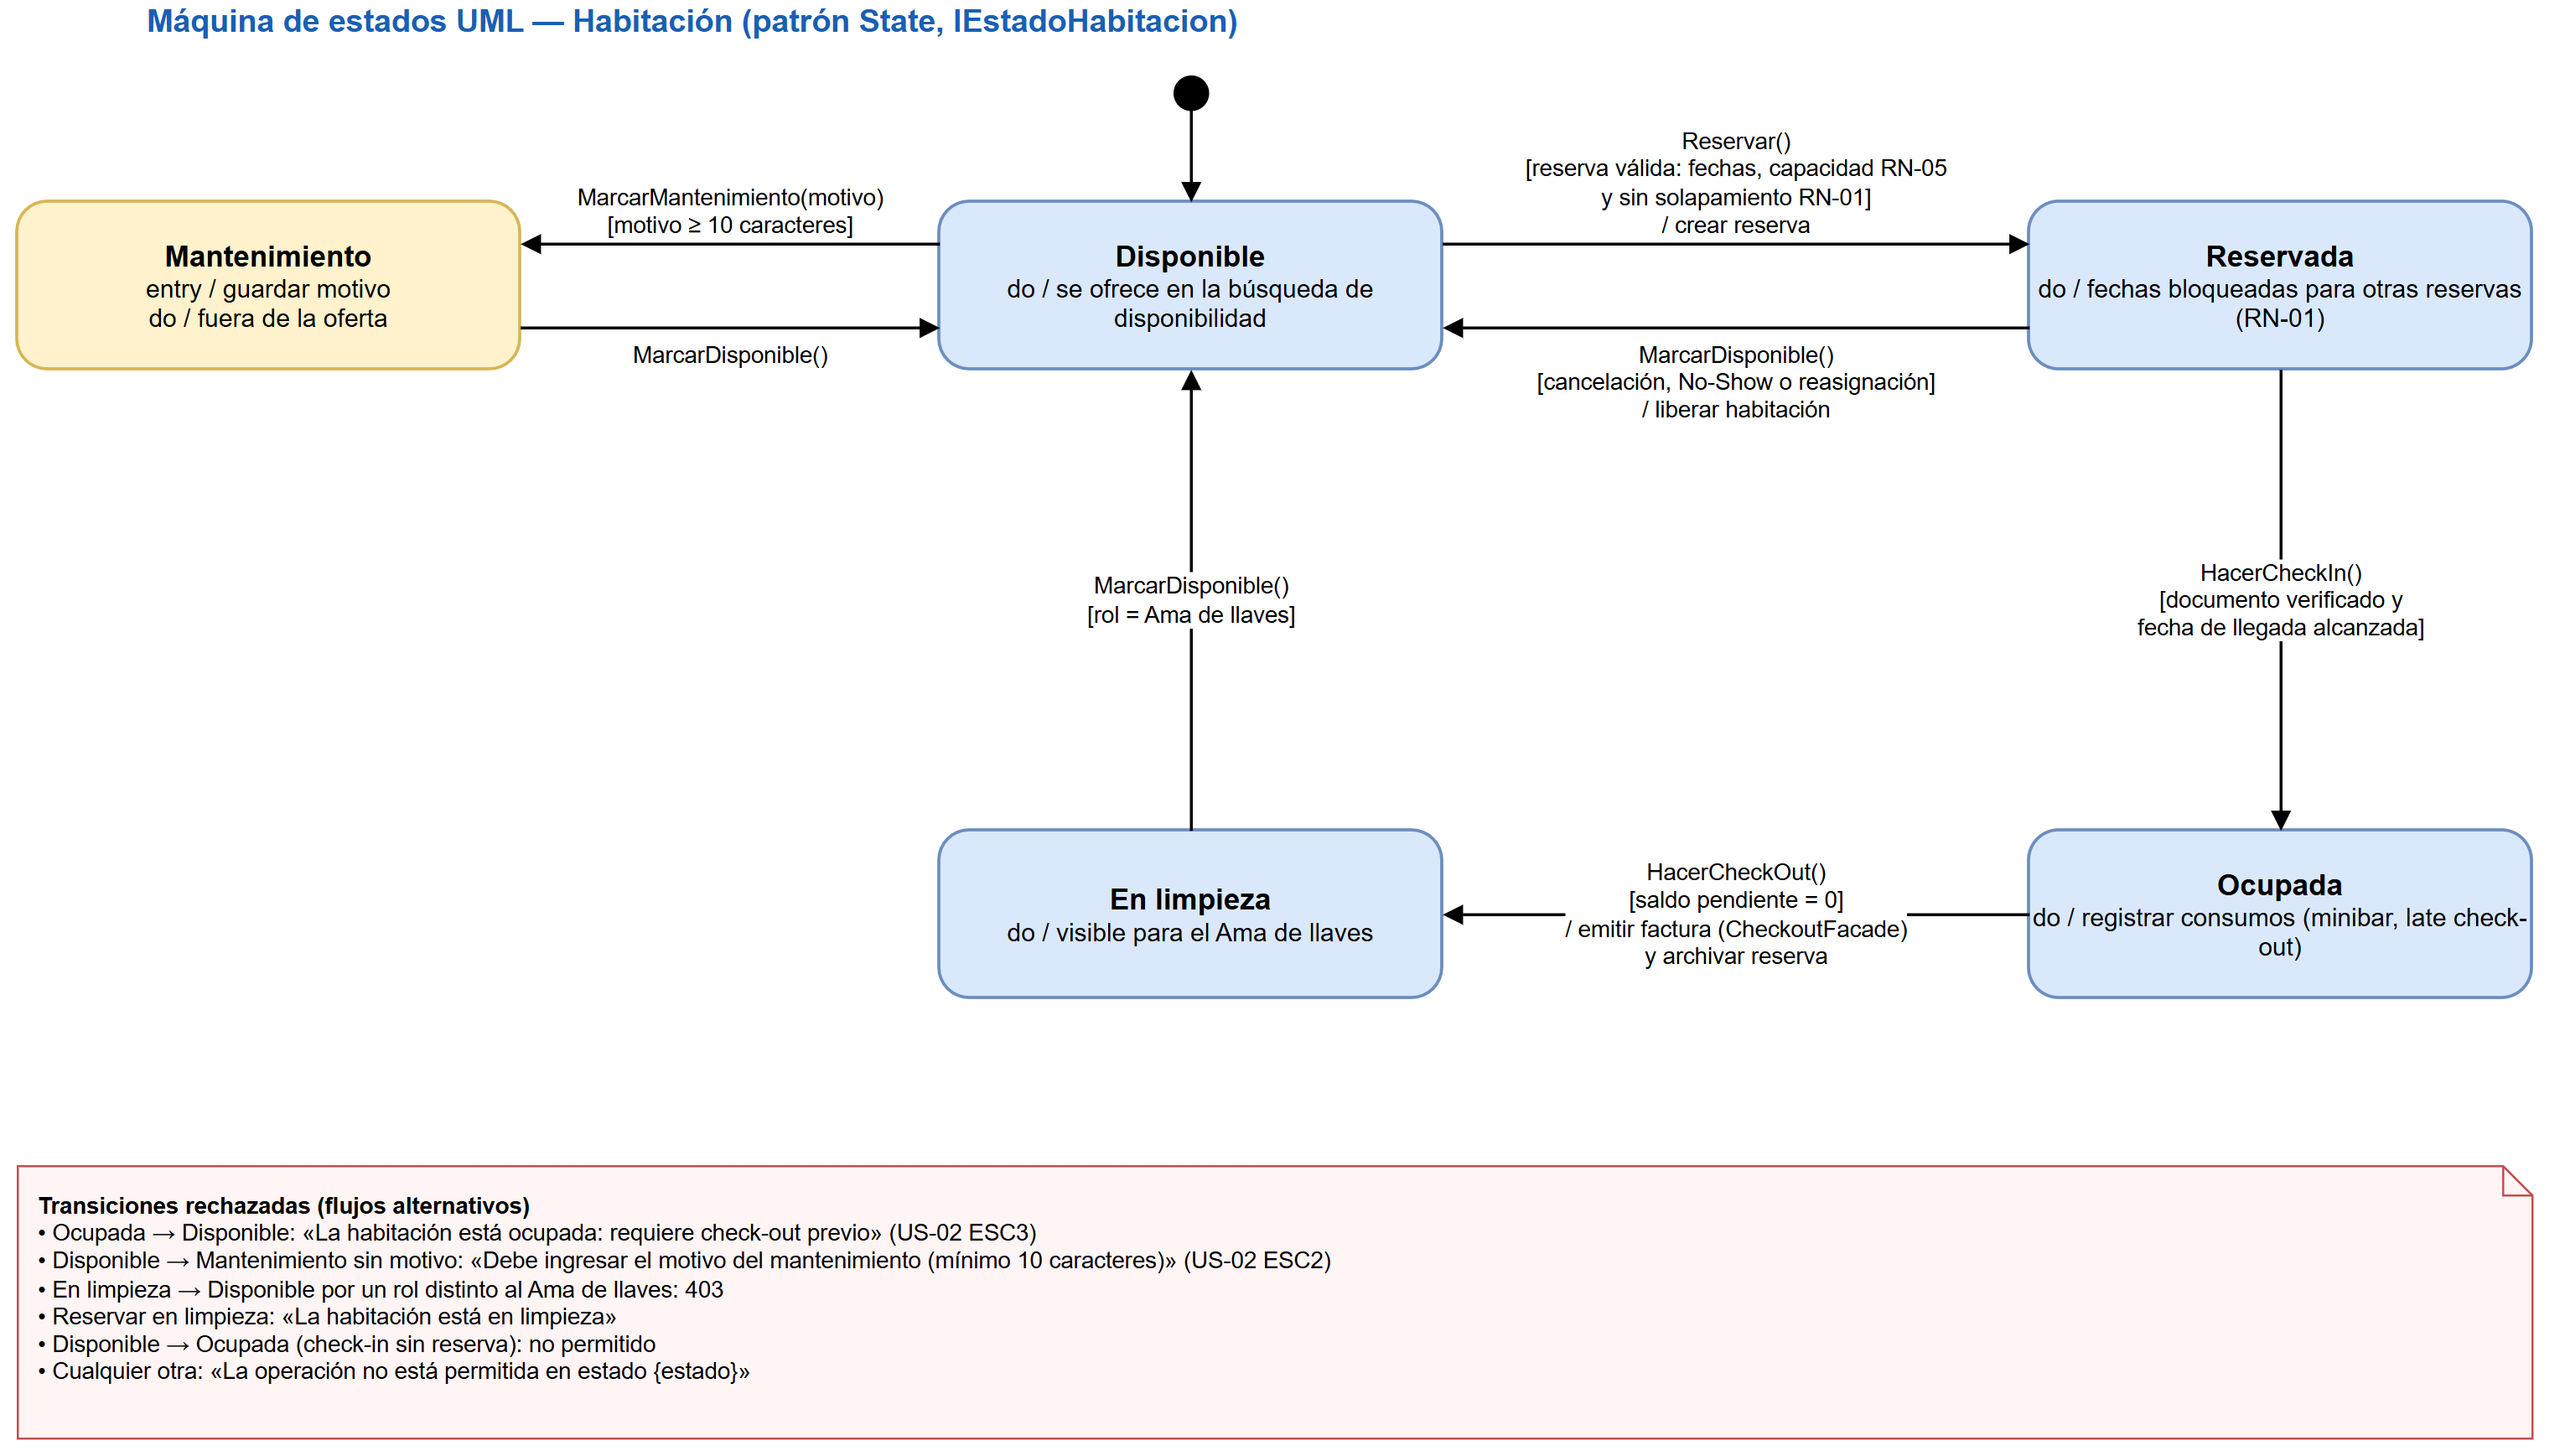 Máquina de estados UML — Habitación (patrón State, IEstadoHabitacion)
Reservar()
[reserva válida: fechas, capacidad RN-05
y sin solapamiento RN-01]
/ crear reserva
MarcarMantenimiento(motivo)
[motivo ≥ 10 caracteres]
Mantenimiento
entry / guardar motivo
do / fuera de la oferta
Disponible
do / se ofrece en la búsqueda de
disponibilidad
Reservada
do / fechas bloqueadas para otras reservas
(RN-01)
MarcarDisponible()
MarcarDisponible()
[cancelación, No-Show o reasignación]
/ liberar habitación
MarcarDisponible()
[rol = Ama de llaves]
HacerCheckIn()
[documento verificado y
fecha de llegada alcanzada]
En limpieza
do / visible para el Ama de llaves
HacerCheckOut()
[saldo pendiente = 0]
/ emitir factura (CheckoutFacade)
y archivar reserva
Ocupada
do / registrar consumos (minibar, late check-
out)
Transiciones rechazadas (flujos alternativos)
• Ocupada → Disponible: «La habitación está ocupada: requiere check-out previo» (US-02 ESC3)
• Disponible → Mantenimiento sin motivo: «Debe ingresar el motivo del mantenimiento (mínimo 10 caracteres)» (US-02 ESC2)
• En limpieza → Disponible por un rol distinto al Ama de llaves: 403
• Reservar en limpieza: «La habitación está en limpieza»
• Disponible → Ocupada (check-in sin reserva): no permitido
• Cualquier otra: «La operación no está permitida en estado {estado}»